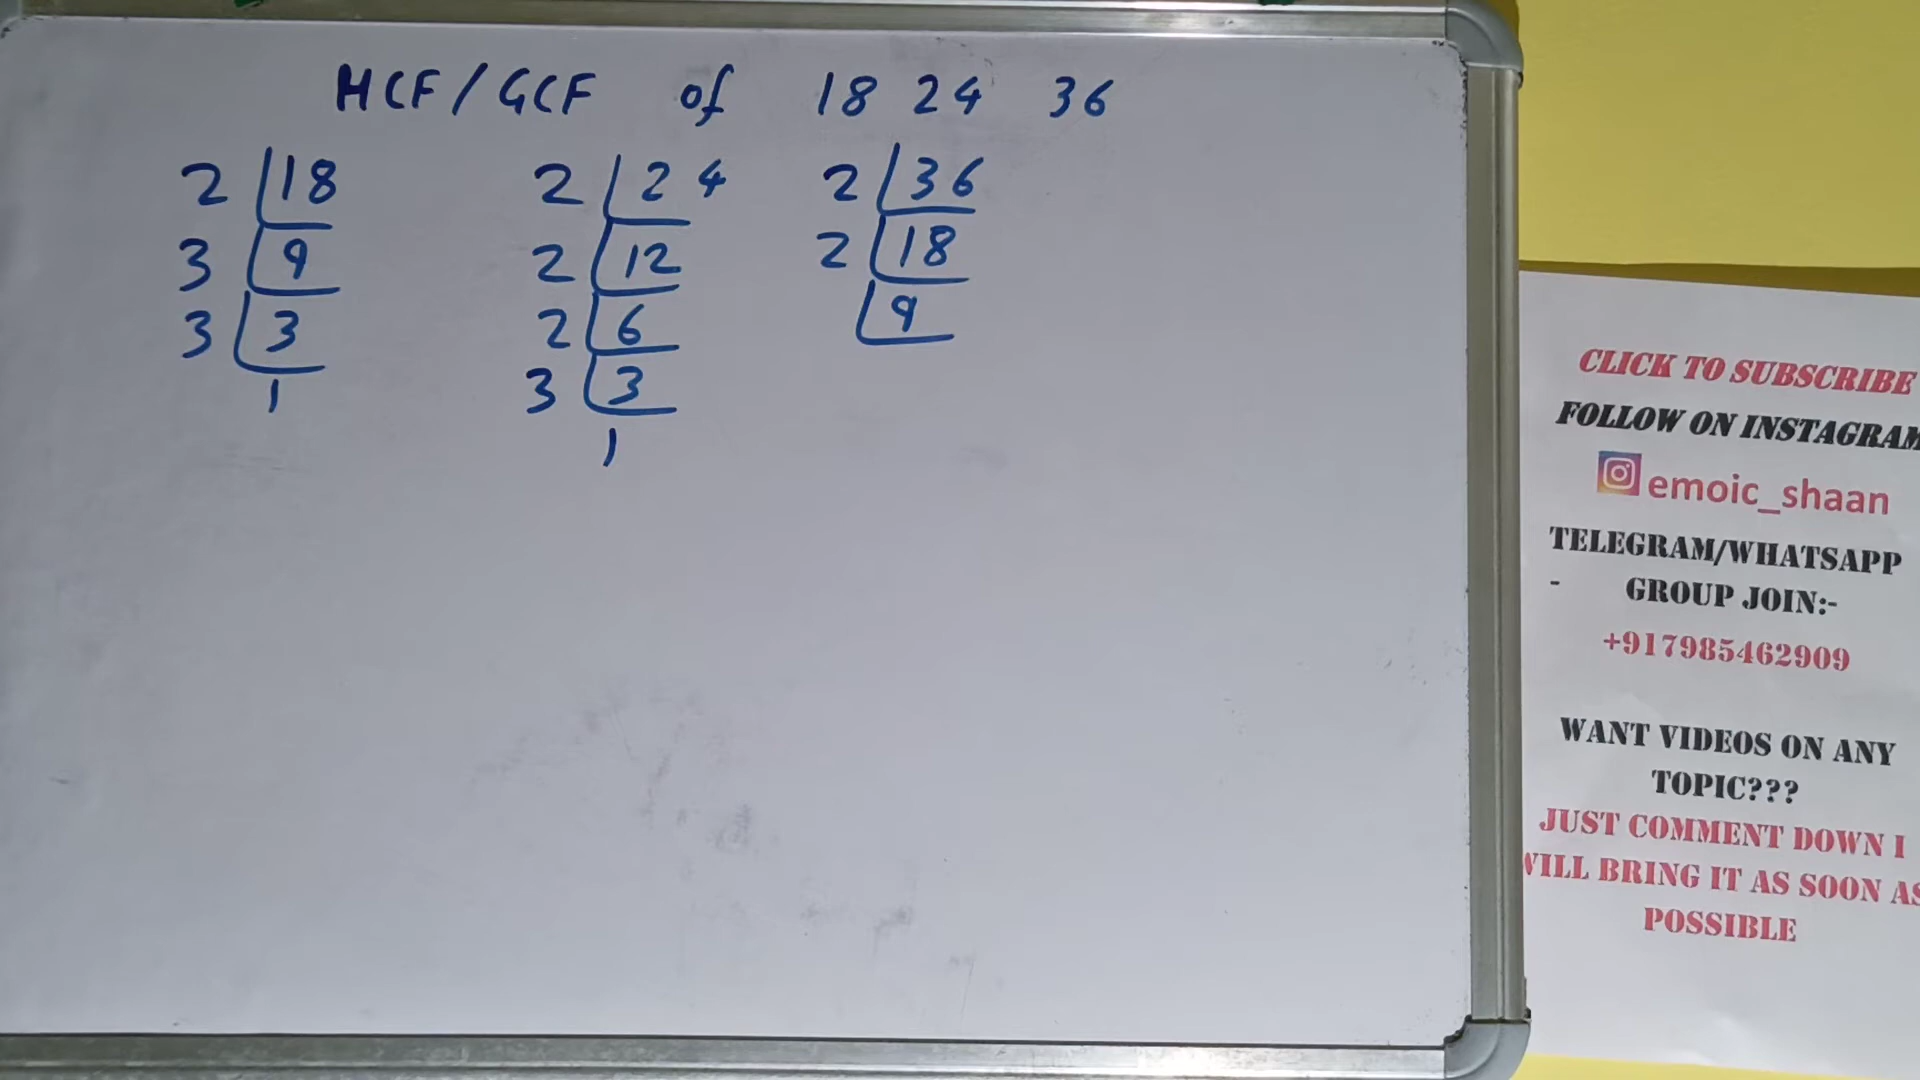 HCF/GCF of 18 24 36
2 18 2 24 2 36
3 9 2 12 2 18
3 3 2 6 9
1 3 3
1
CLICK TO SUBSCRIBE
FOLLOW ON INSTAGRAM
emoic_shaan
TELEGRAM/WHATSAPP
- GROUP JOIN:-
+917985462909
WANT VIDEOS ON ANY
TOPIC???
JUST COMMENT DOWN I
WILL BRING IT AS SOON AS
POSSIBLE